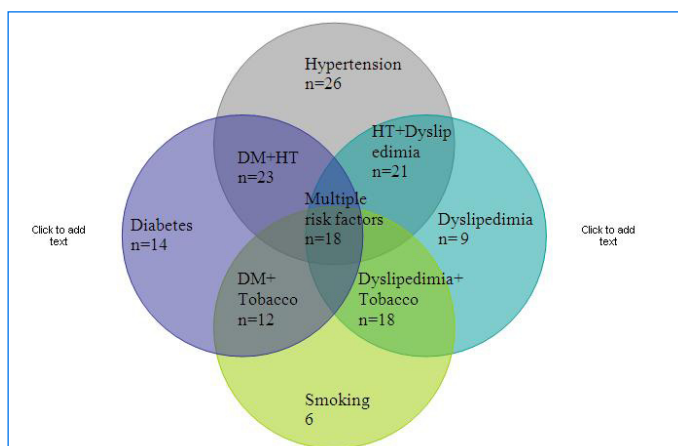 Hypertension
n=26
HT+Dyslip
edimia
n=21
DM+HT
n=23
Multiple
risk factors
n=18
Diabetes
n=14
Dyslipedimia
n= 9
Click to add
text
Click to add
text
DM+
Tobacco
n=12
Dyslipedimia+
Tobacco
n=18
Smoking
6